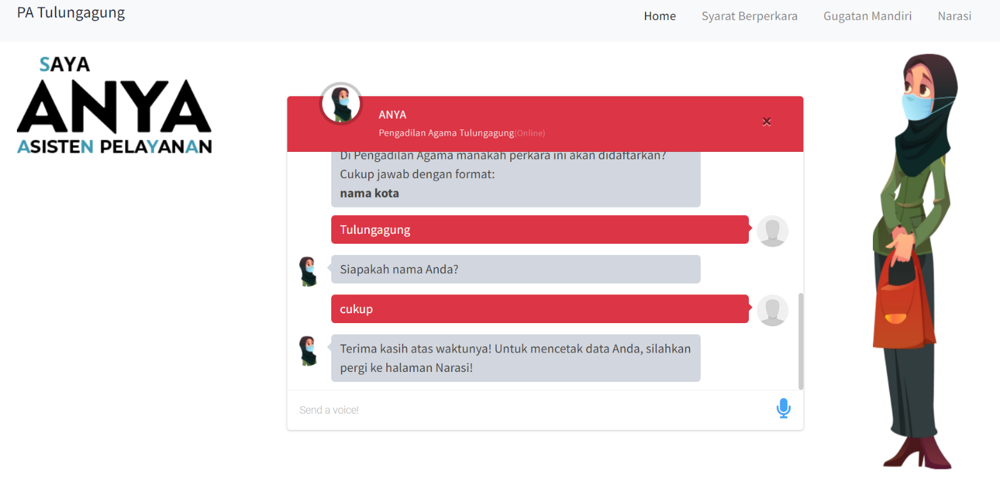 PA Tulungagung
Home
Syarat Berperkara
Gugatan Mandiri
Narasi
SAYA
ANYA
ASISTEN PELAYANAN
ANYA
Pengadilan Agama Tulungagung(Online)
Di Pengadilan Agama manakah perkara ini akan didaftarkan?
Cukup jawab dengan format:
nama kota
Tulungagung
Siapakah nama Anda?
cukup
Terima kasih atas waktunya! Untuk mencetak data Anda, silahkan
pergi ke halaman Narasi!
Send a voice!